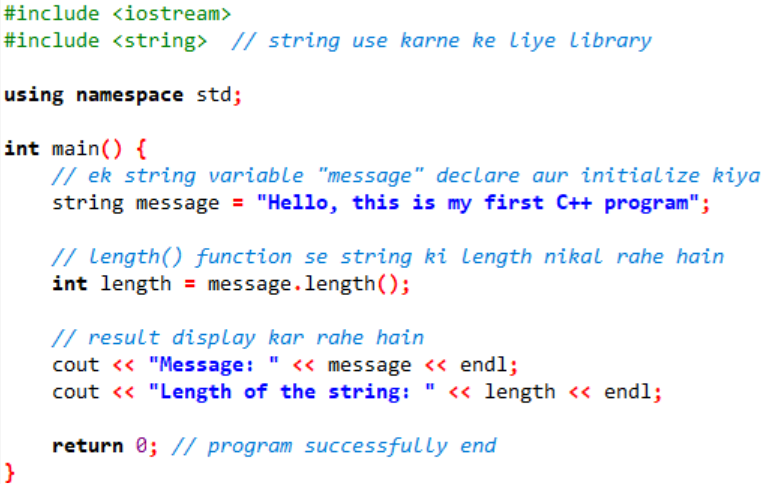 #include <iostream>
#include <string>  // string use karne ke liye library
using namespace std;
int main() {
    // ek string variable "message" declare aur initialize kiya
    string message = "Hello, this is my first C++ program";
    // length() function se string ki length nikal rahe hain
    int length = message.length();
    // result display kar rahe hain
    cout << "Message: " << message << endl;
    cout << "Length of the string: " << length << endl;
    return 0; // program successfully end
}